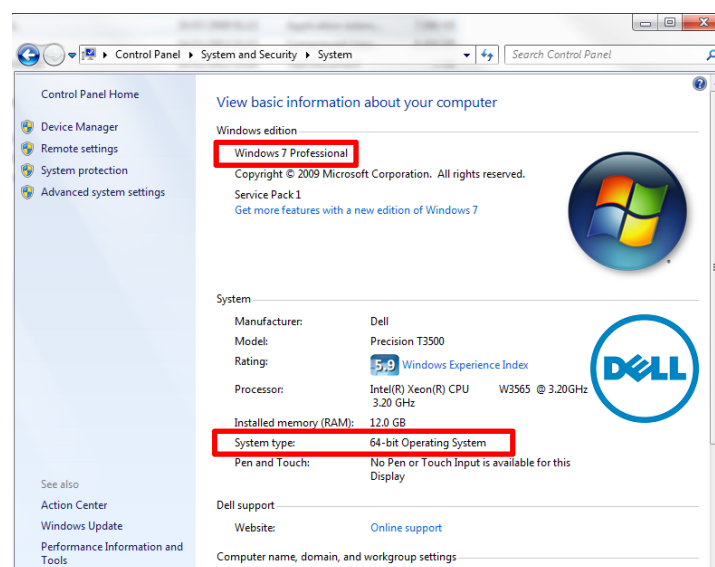 Control Panel ▸ System and Security ▸ System
Search Control Panel
Control Panel Home
Device Manager
Remote settings
System protection
Advanced system settings
See also
Action Center
Windows Update
Performance Information and
Tools
View basic information about your computer
Windows edition
Windows 7 Professional
Copyright © 2009 Microsoft Corporation. All rights reserved.
Service Pack 1
Get more features with a new edition of Windows 7
System
Manufacturer: Dell
Model: Precision T3500
Rating: 5.9 Windows Experience Index
Processor: Intel(R) Xeon(R) CPU W3565 @ 3.20GHz
3.20 GHz
Installed memory (RAM): 12.0 GB
System type: 64-bit Operating System
Pen and Touch: No Pen or Touch Input is available for this
Display
DELL
Dell support
Website: Online support
Computer name, domain, and workgroup settings